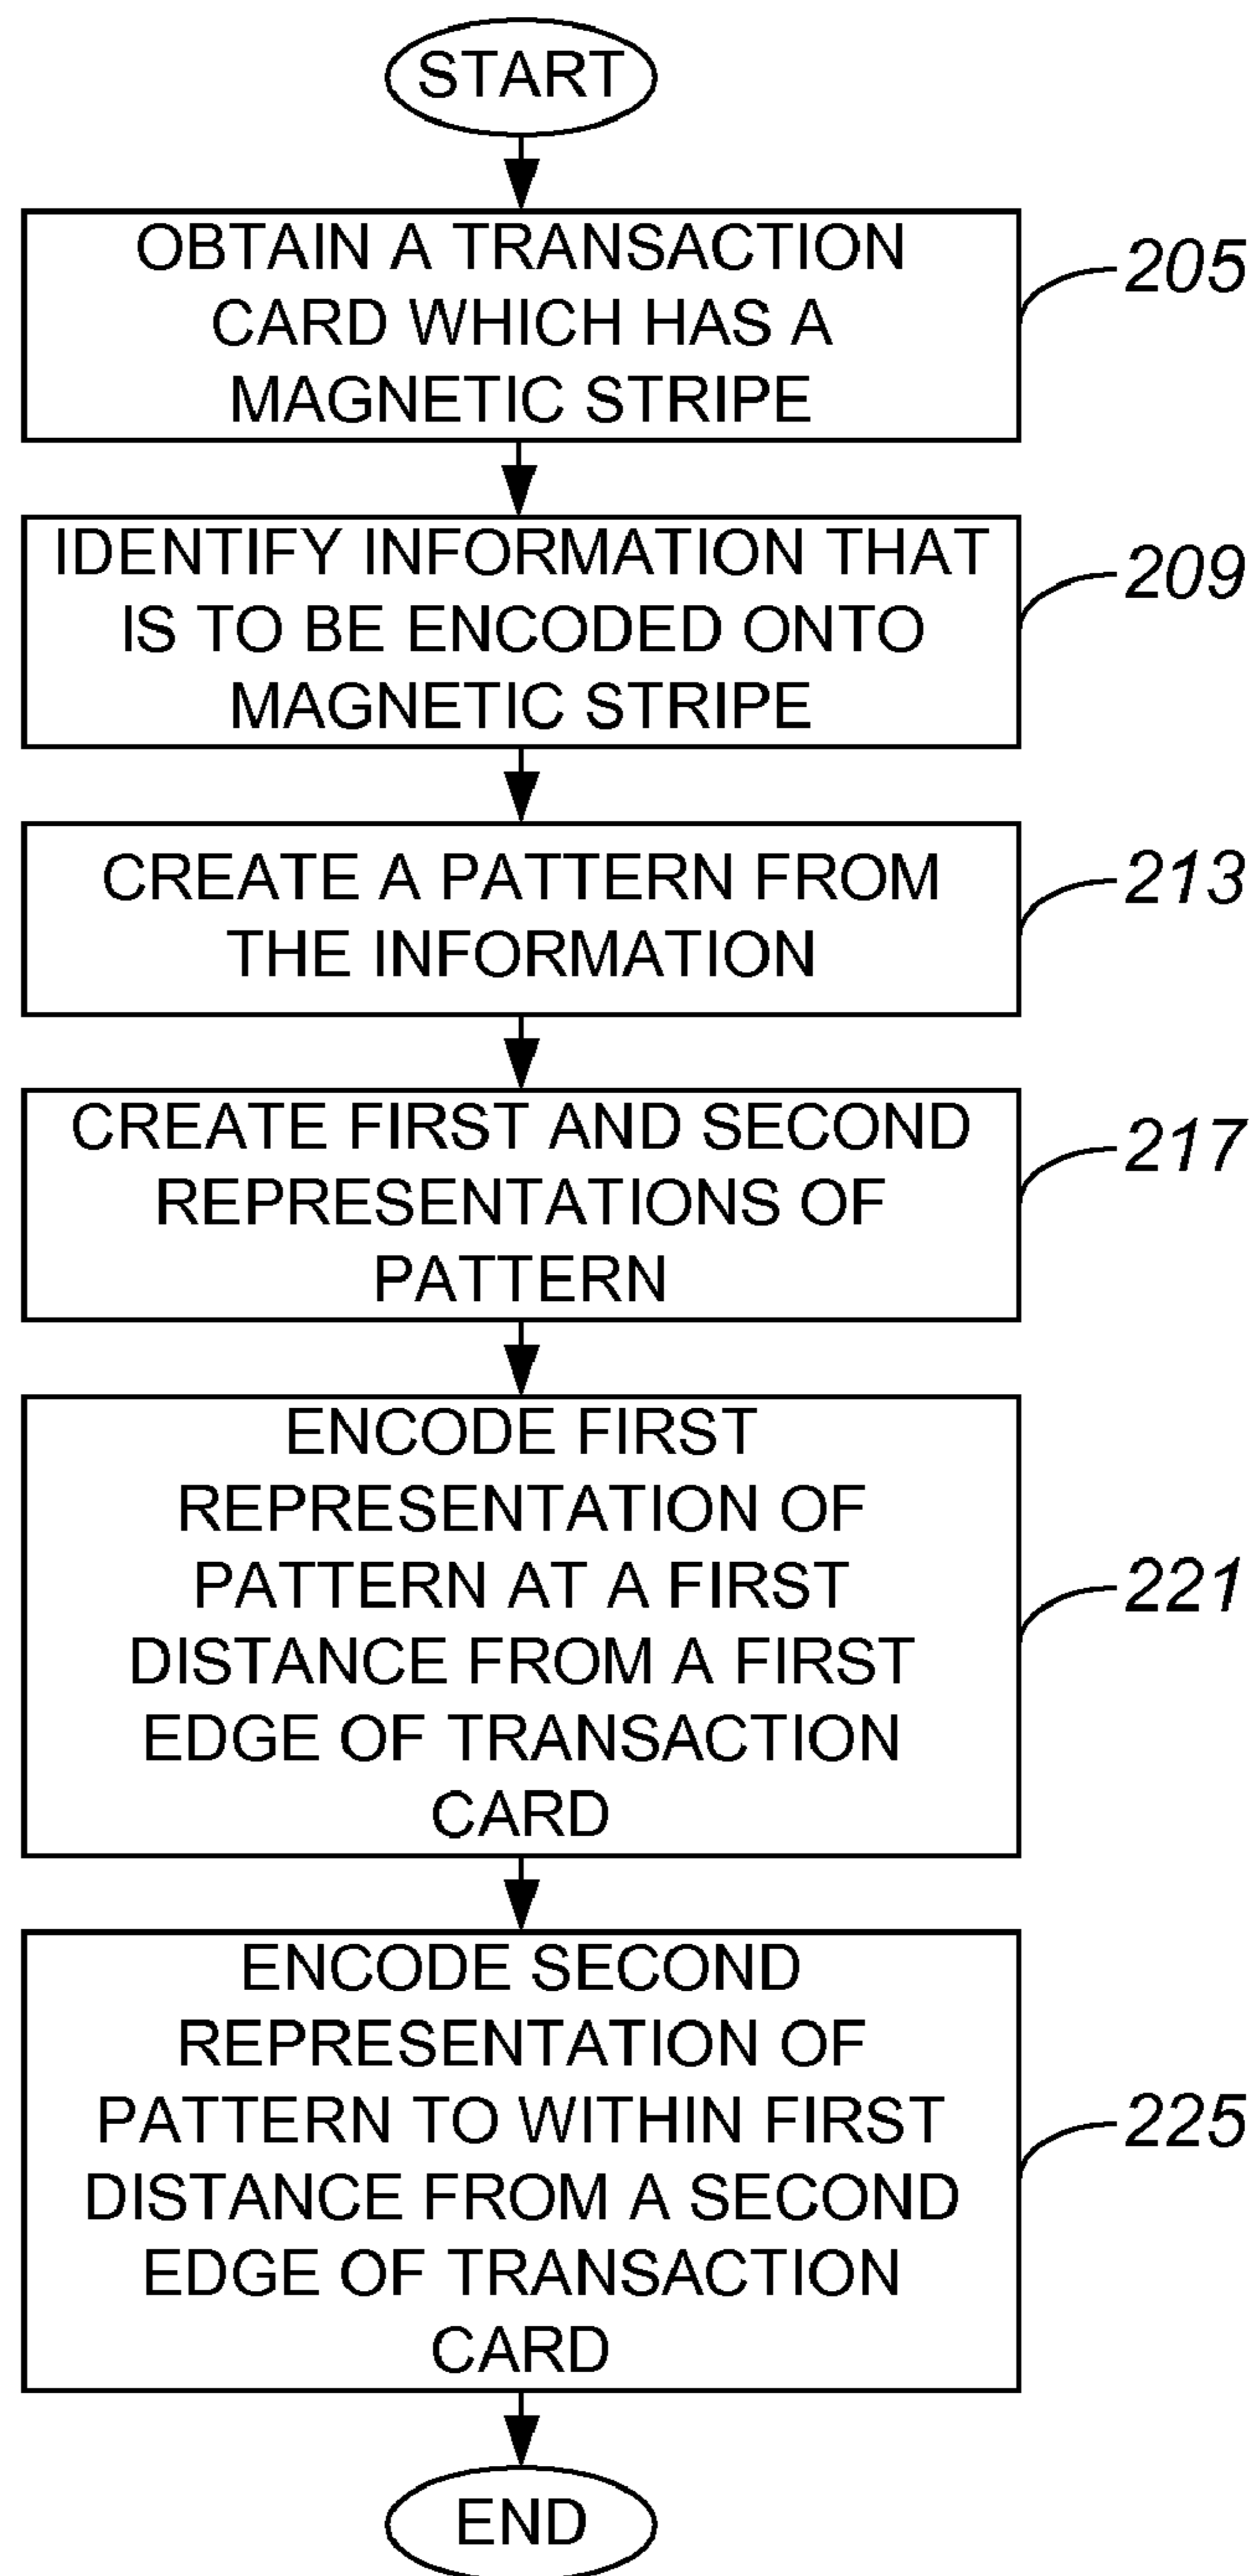 START
OBTAIN A TRANSACTION
CARD WHICH HAS A
MAGNETIC STRIPE
205
IDENTIFY INFORMATION THAT
IS TO BE ENCODED ONTO
MAGNETIC STRIPE
209
CREATE A PATTERN FROM
THE INFORMATION
213
CREATE FIRST AND SECOND
REPRESENTATIONS OF
PATTERN
217
ENCODE FIRST
REPRESENTATION OF
PATTERN AT A FIRST
DISTANCE FROM A FIRST
EDGE OF TRANSACTION
CARD
221
ENCODE SECOND
REPRESENTATION OF
PATTERN TO WITHIN FIRST
DISTANCE FROM A SECOND
EDGE OF TRANSACTION
CARD
225
END